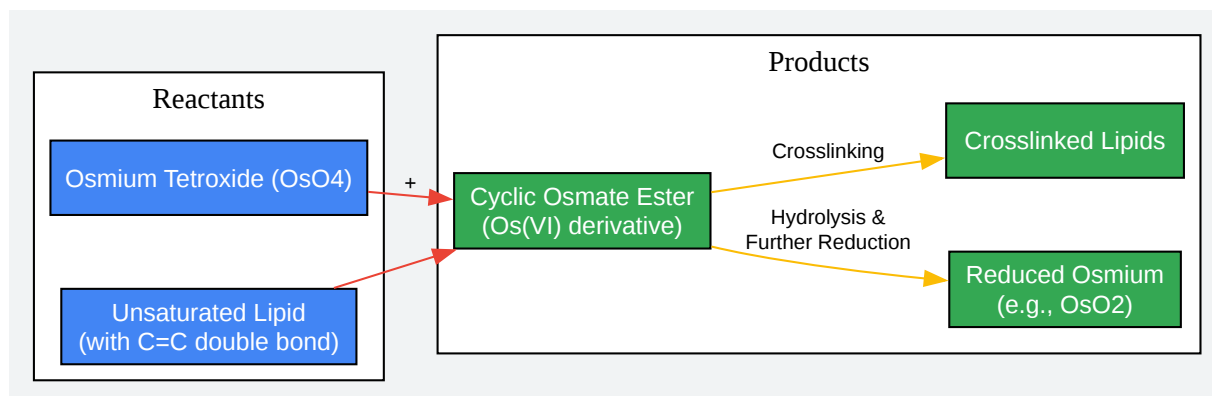 Reactants
Osmium Tetroxide (OsO4)
Unsaturated Lipid
(with C=C double bond)
+
Products
Cyclic Osmate Ester
(Os(VI) derivative)
Crosslinking
Hydrolysis &
Further Reduction
Crosslinked Lipids
Reduced Osmium
(e.g., OsO2)